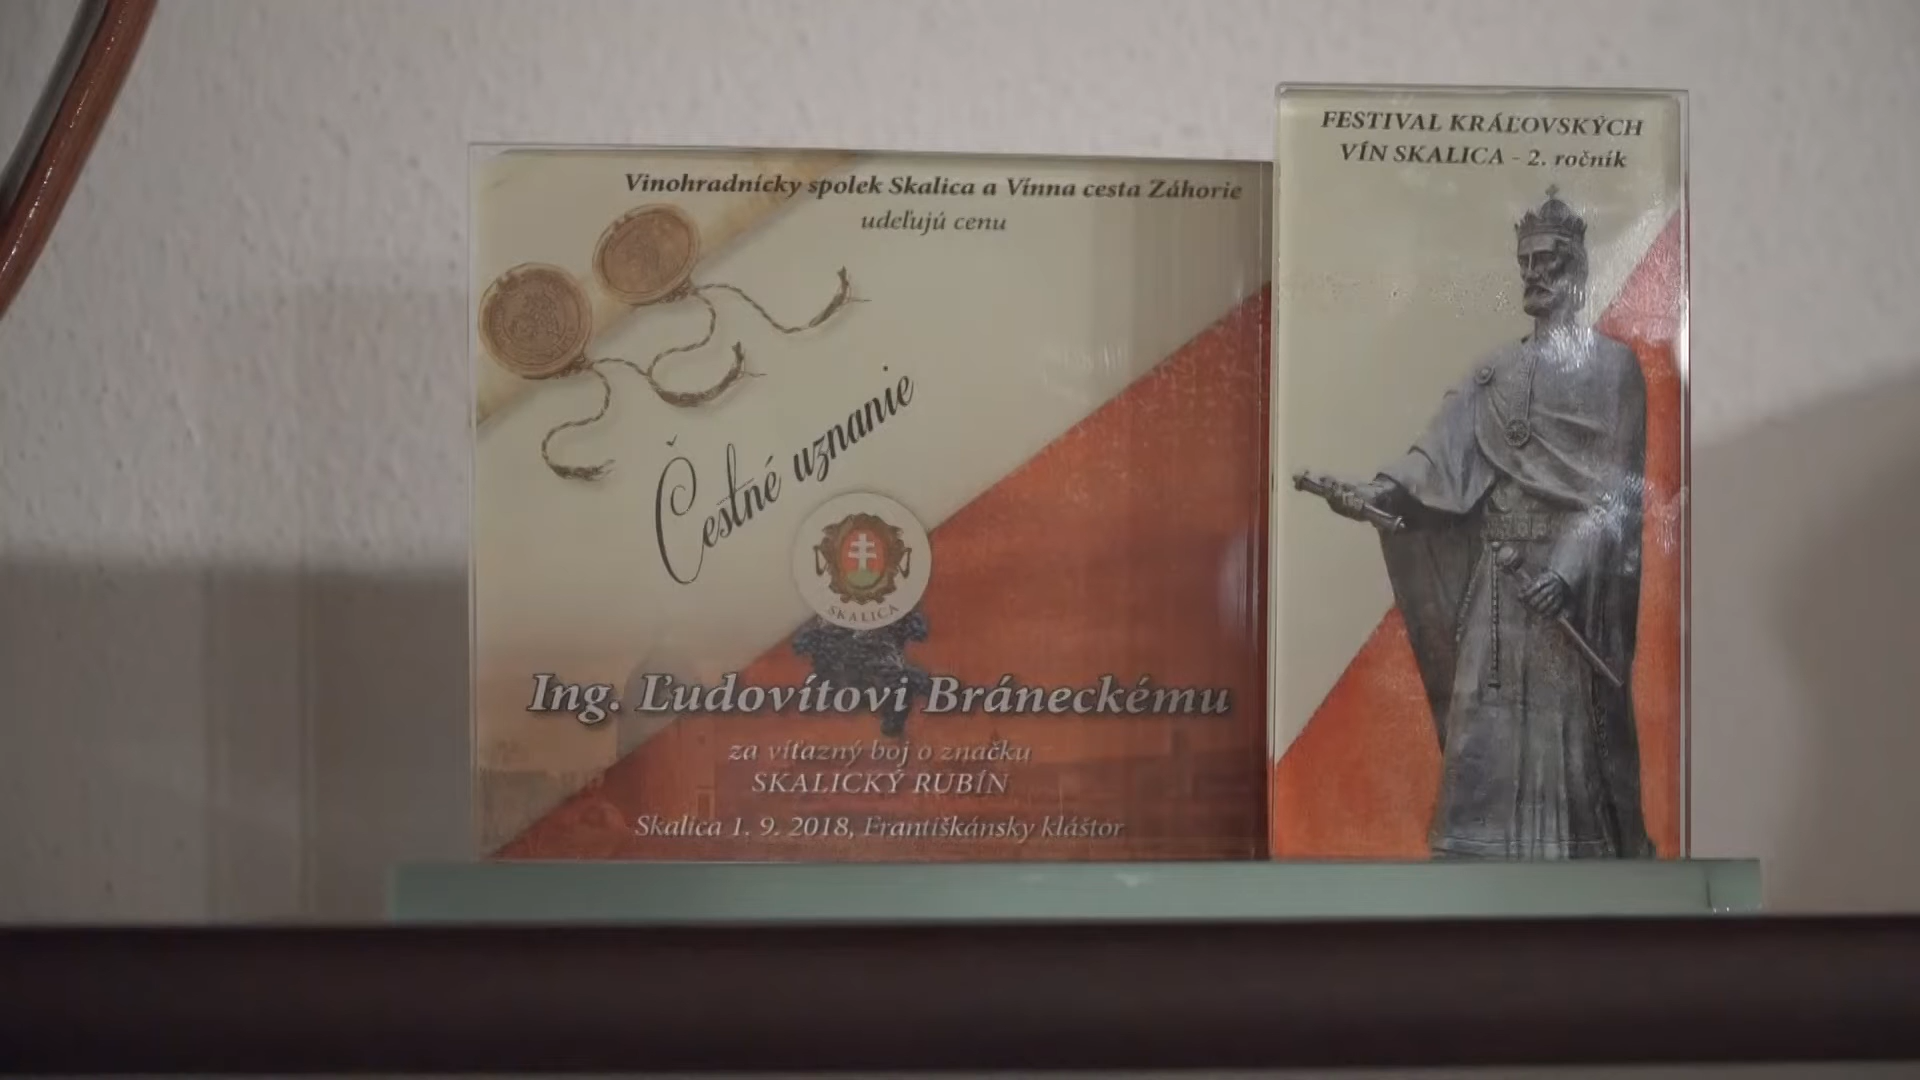 Vinohradnícky spolek Skalica a Vínna cesta Záhorie
udeľujú cenu
Čestné uznanie
SKALICA
Ing. Ľudovítovi Bráneckému
za víťazný boj o značku
SKALICKÝ RUBÍN
Skalica 1. 9. 2018, Františkánsky kláštor
FESTIVAL KRÁĽOVSKÝCH
VÍN SKALICA - 2. ročník